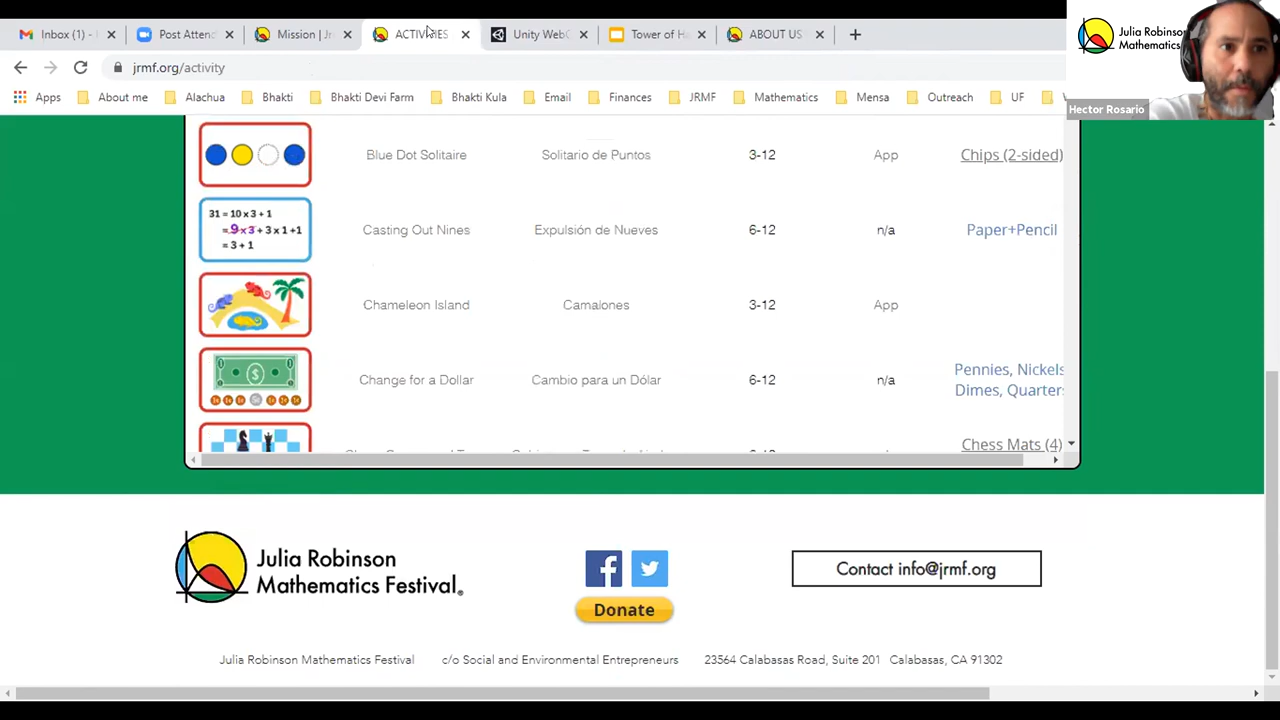 Inbox (1) -
Post Attend
Mission | Jr
ACTIVITIES
Unity WebG
Tower of Ha
ABOUT US
jrmf.org/activity
Apps
About me
Alachua
Bhakti
Bhakti Devi Farm
Bhakti Kula
Email
Finances
JRMF
Mathematics
Mensa
Outreach
UF
Julia Robinson
Mathematics
Hector Rosario
Blue Dot Solitaire Solitario de Puntos 3-12 App Chips (2-sided)
31 = 10 x 3 + 1
= 9 x 3 + 3 x 1 +1
= 3 + 1
Casting Out Nines Expulsión de Nueves 6-12 n/a Paper+Pencil
Chameleon Island Camalones 3-12 App
Change for a Dollar Cambio para un Dólar 6-12 n/a Pennies, Nickels
Dimes, Quarter
Chess Mats (4)
Julia Robinson
Mathematics Festival®
Donate
Contact info@jrmf.org
Julia Robinson Mathematics Festival c/o Social and Environmental Entrepreneurs 23564 Calabasas Road, Suite 201 Calabasas, CA 91302